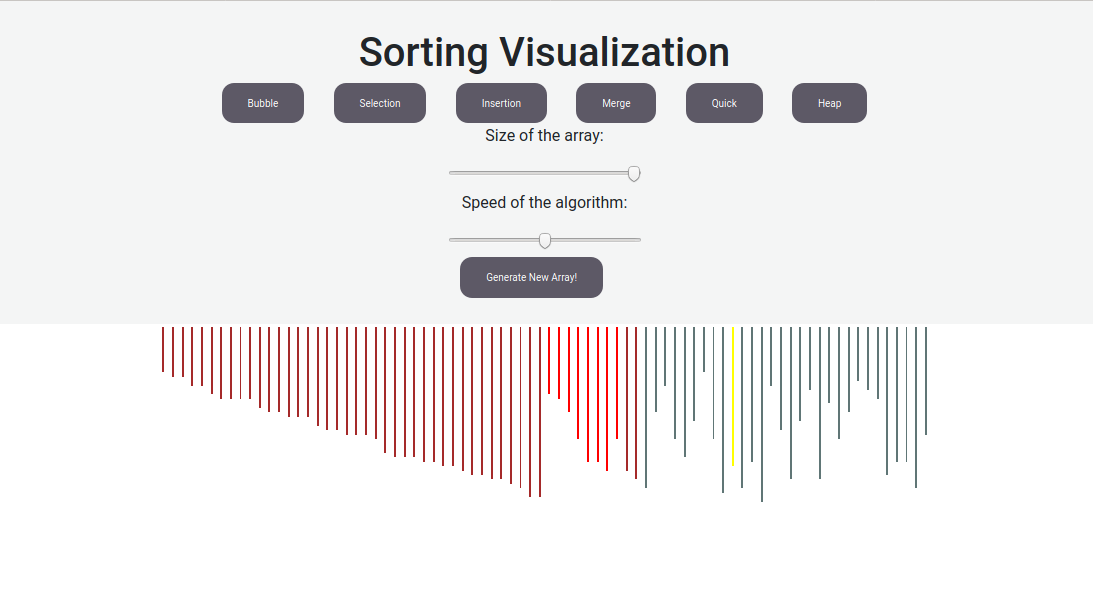 Sorting Visualization
Bubble Selection Insertion Merge Quick Heap
Size of the array:
Speed of the algorithm:
Generate New Array!